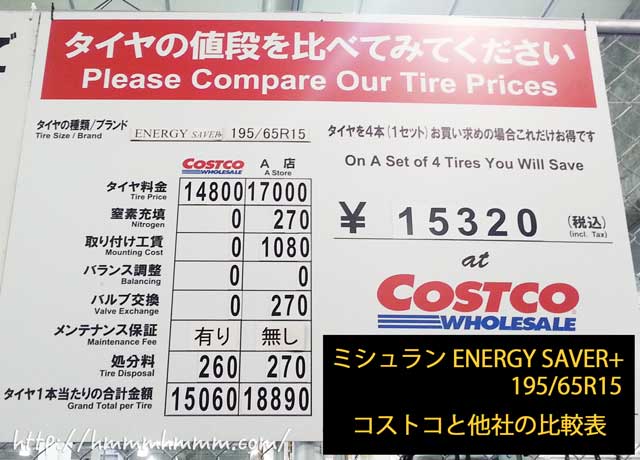 タイヤの値段を比べてみてください
Please Compare Our Tire Prices
タイヤの種類/ブランド
Tire Size / Brand
ENERGY SAVER+ 195/65R15
COSTCO WHOLESALE
A 店
A Store
タイヤ料金 14800 17000
Tire Price
窒素充填 0 270
Nitrogen
取り付け工賃 0 1080
Mounting Cost
バランス調整 0 0
Balancing
バルブ交換 0 270
Valve Exchange
メンテナンス保証 有り 無し
Maintenance Fee
処分料 260 270
Tire Disposal
タイヤ1本当たりの合計金額 15060 18890
Grand Total per Tire
タイヤを4本(1セット)お買い求めの場合これだけお得です
On A Set of 4 Tires You Will Save
¥ 15320 (税込)
(incl. Tax)
at
COSTCO
WHOLESALE
ミシュラン ENERGY SAVER+
195/65R15
コストコと他社の比較表
http://hmmmhmmm.com/